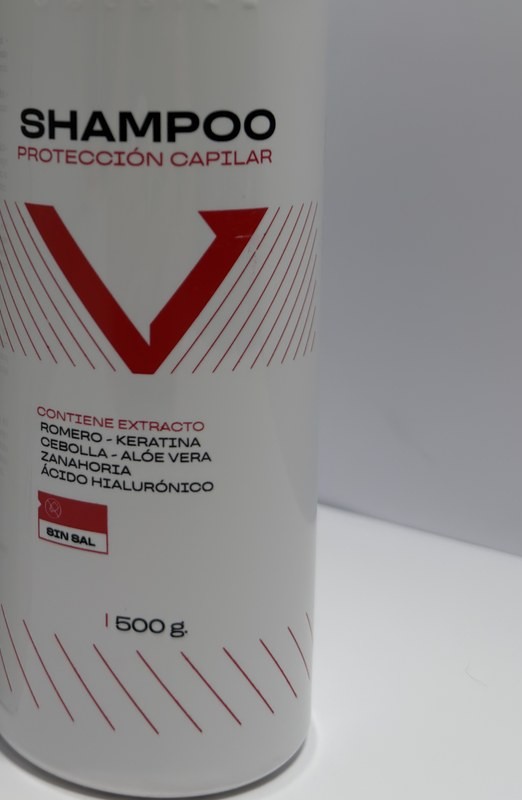 SHAMPOO
PROTECCIÓN CAPILAR
V
CONTIENE EXTRACTO
ROMERO - KERATINA
CEBOLLA - ALÓE VERA
ZANAHORIA
ÁCIDO HIALURÓNICO
SIN SAL
500 g.